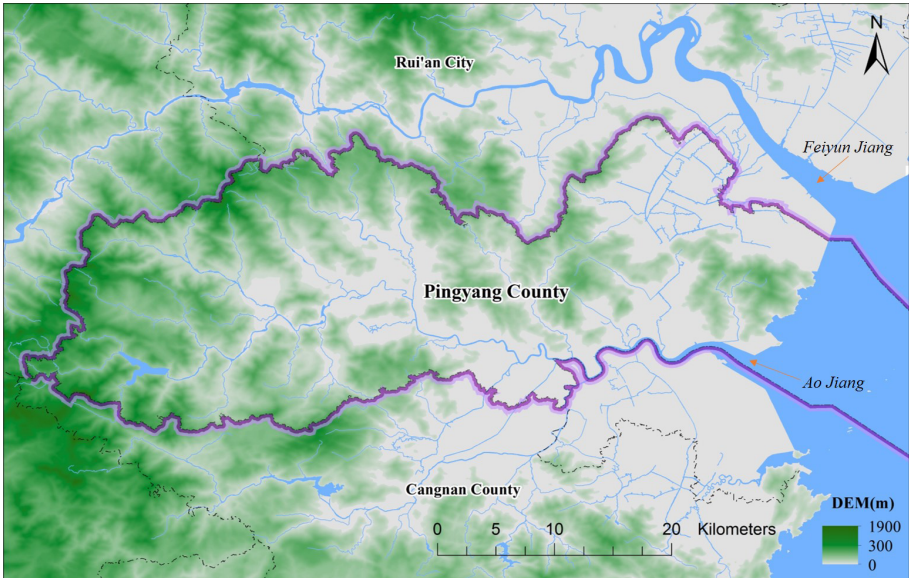 N
Rui'an City
Feiyun Jiang
Pingyang County
Ao Jiang
Cangnan County
DEM(m)
1900
300
0
0 5 10 20 Kilometers